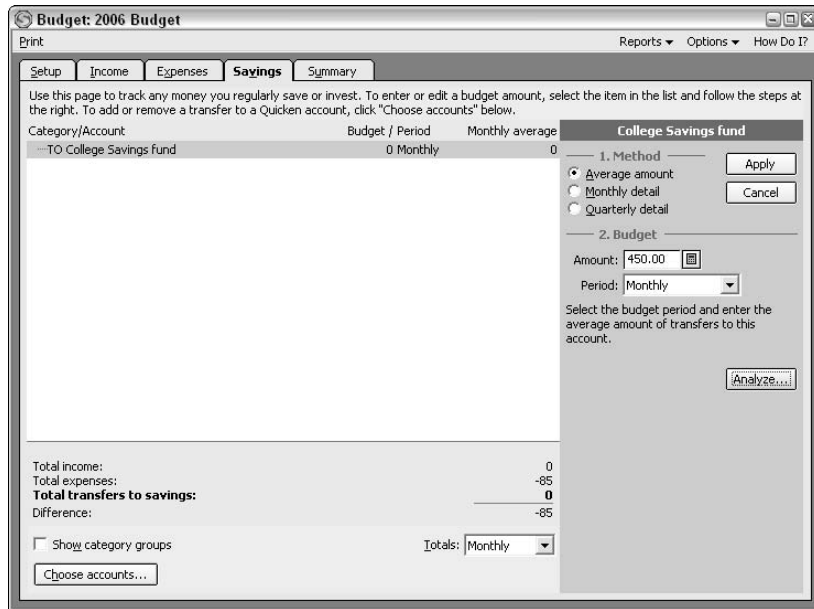 Budget: 2006 Budget
Print Reports Options How Do I?
Setup Income Expenses Savings Summary
Use this page to track any money you regularly save or invest. To enter or edit a budget amount, select the item in the list and follow the steps at
the right. To add or remove a transfer to a Quicken account, click "Choose accounts" below.
Category/Account Budget / Period Monthly average
TO College Savings fund 0 Monthly 0
College Savings fund
1. Method
Average amount
Monthly detail
Quarterly detail
Apply
Cancel
2. Budget
Amount: 450.00
Period: Monthly
Select the budget period and enter the
average amount of transfers to this
account.
Analyze...
Total income: 0
Total expenses: -85
Total transfers to savings: 0
Difference: -85
Show category groups Totals: Monthly
Choose accounts...